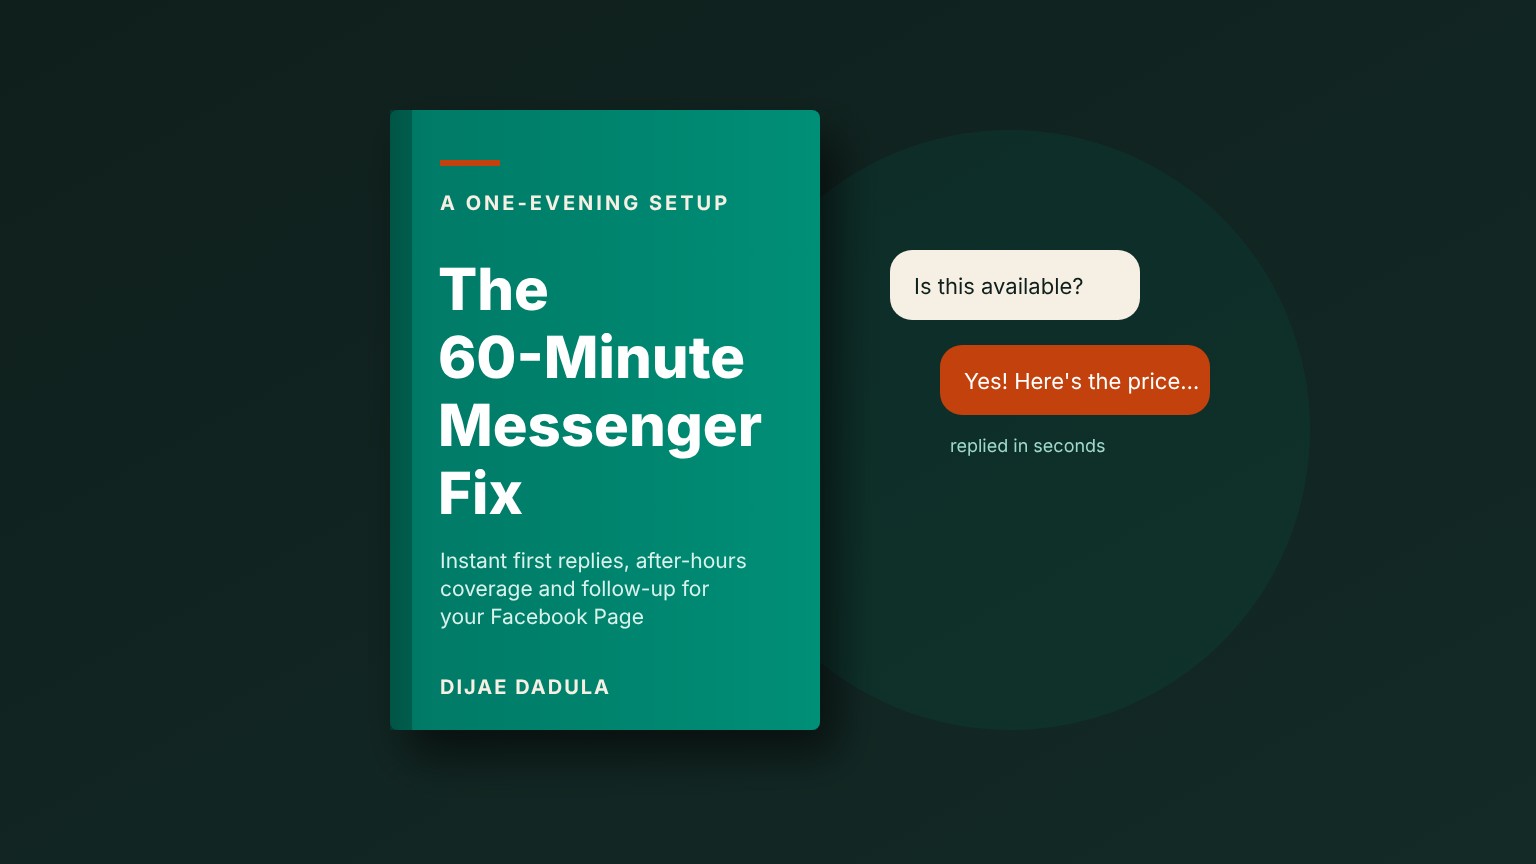 A ONE-EVENING SETUP
The
60-Minute
Messenger
Fix
Instant first replies, after-hours
coverage and follow-up for
your Facebook Page
DIJAE DADULA
Is this available?
Yes! Here's the price...
replied in seconds